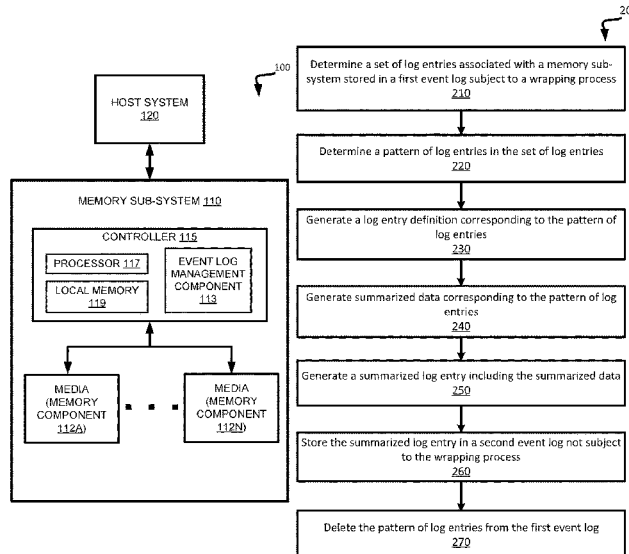 100
HOST SYSTEM
120
MEMORY SUB-SYSTEM 110
CONTROLLER 115
PROCESSOR 117
LOCAL MEMORY
119
EVENT LOG
MANAGEMENT
COMPONENT
113
MEDIA
(MEMORY
COMPONENT
112A)
MEDIA
(MEMORY
COMPONENT
112N)
20
Determine a set of log entries associated with a memory sub-
system stored in a first event log subject to a wrapping process
210
Determine a pattern of log entries in the set of log entries
220
Generate a log entry definition corresponding to the pattern of
log entries
230
Generate summarized data corresponding to the pattern of log
entries
240
Generate a summarized log entry including the summarized data
250
Store the summarized log entry in a second event log not subject
to the wrapping process
260
Delete the pattern of log entries from the first event log
270